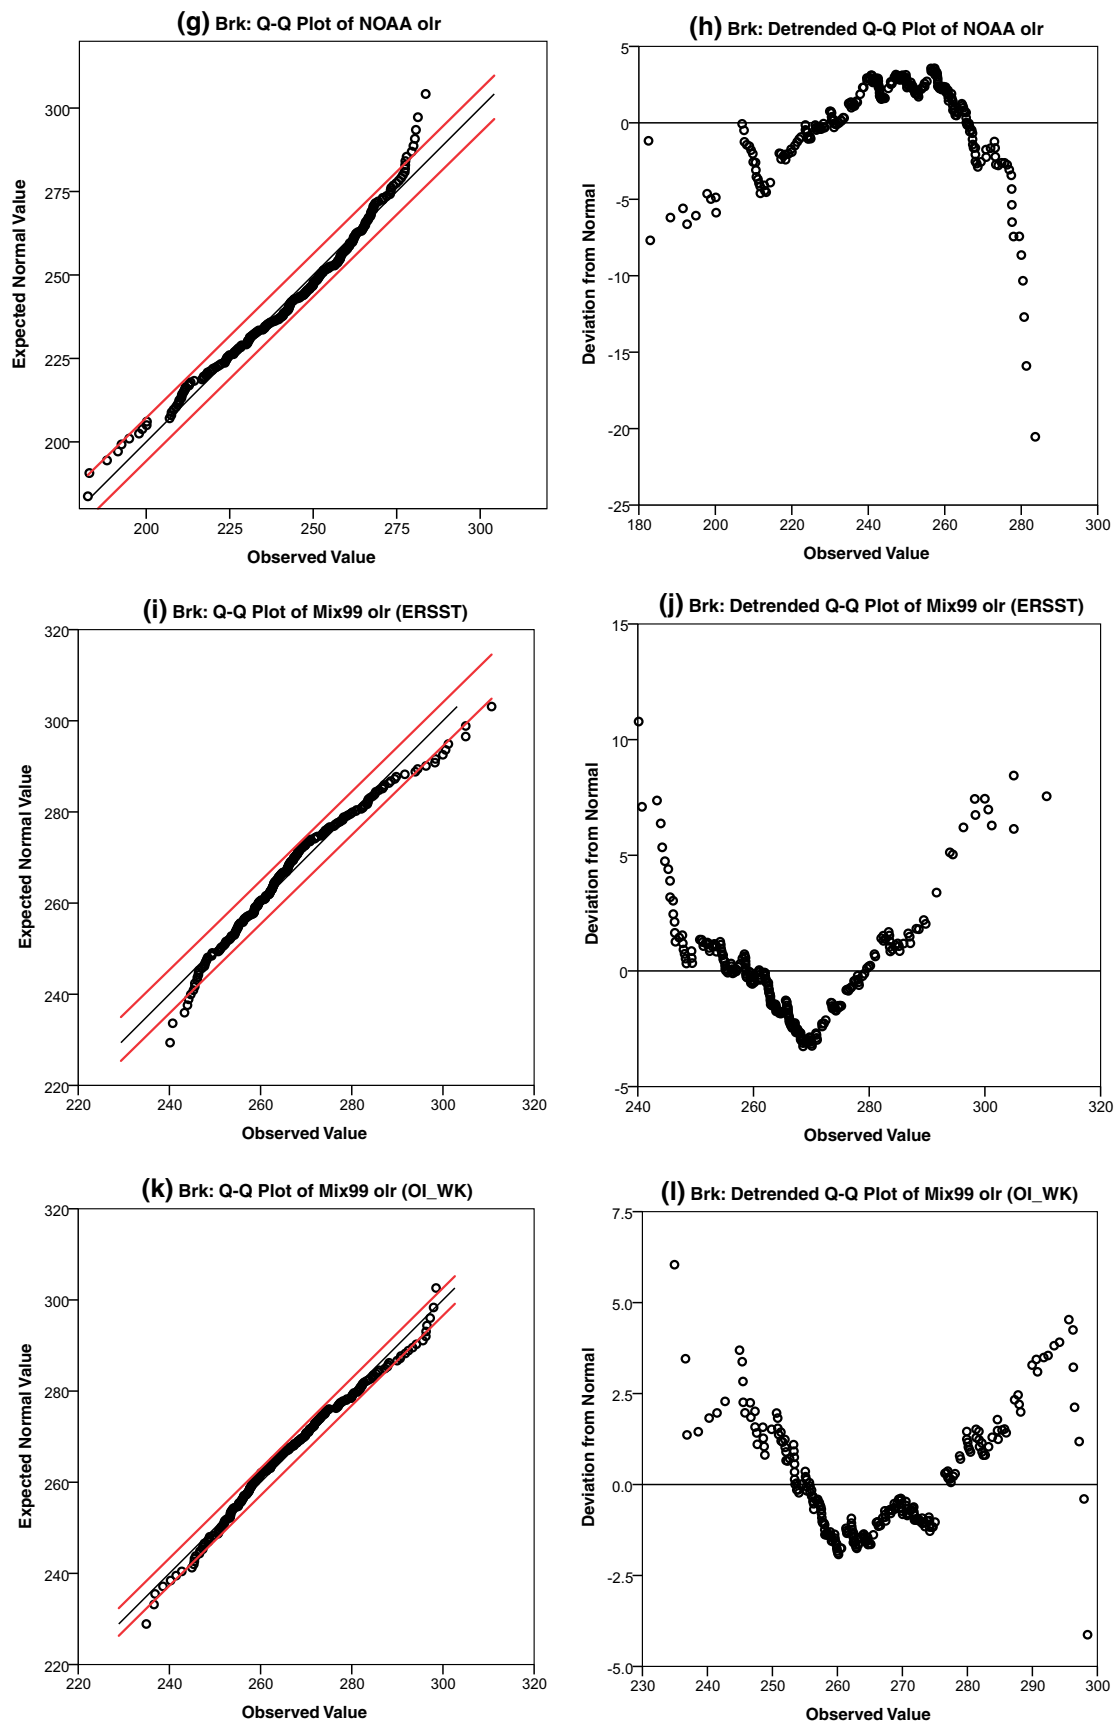 (g) Brk: Q-Q Plot of NOAA olr
300
275
250
225
200
200 225 250 275 300
Expected Normal Value
Observed Value
(h) Brk: Detrended Q-Q Plot of NOAA olr
5
0
-5
-10
-15
-20
-25
180 200 220 240 260 280 300
Deviation from Normal
Observed Value
(i) Brk: Q-Q Plot of Mix99 olr (ERSST)
320
300
280
260
240
220
220 240 260 280 300 320
Expected Normal Value
Observed Value
(j) Brk: Detrended Q-Q Plot of Mix99 olr (ERSST)
15
10
5
0
-5
240 260 280 300 320
Deviation from Normal
Observed Value
(k) Brk: Q-Q Plot of Mix99 olr (OI_WK)
320
300
280
260
240
220
220 240 260 280 300 320
Expected Normal Value
Observed Value
(l) Brk: Detrended Q-Q Plot of Mix99 olr (OI_WK)
7.5
5.0
2.5
0.0
-2.5
-5.0
230 240 250 260 270 280 290 300
Deviation from Normal
Observed Value